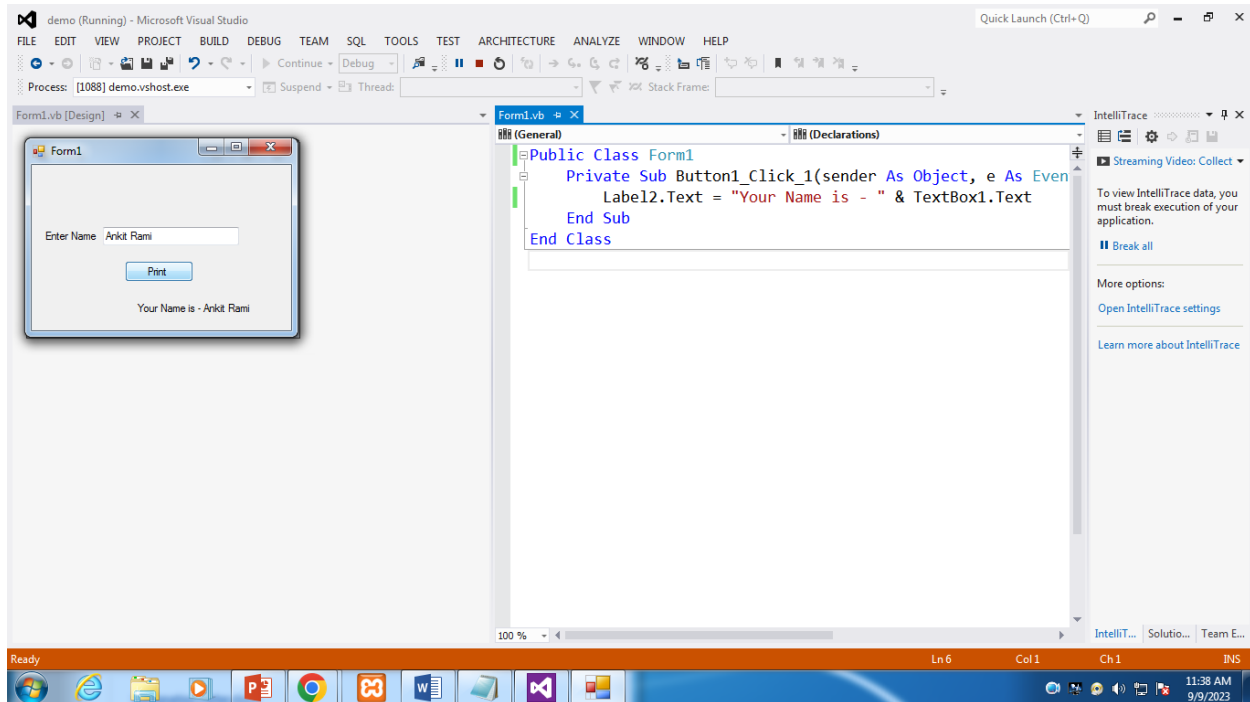 demo (Running) - Microsoft Visual Studio
Quick Launch (Ctrl+Q)
FILE EDIT VIEW PROJECT BUILD DEBUG TEAM SQL TOOLS TEST ARCHITECTURE ANALYZE WINDOW HELP
Continue Debug
Process: [1088] demo.vshost.exe Suspend Thread: Stack Frame:
Form1.vb [Design]
Form1
Enter Name Ankit Rami
Print
Your Name is - Ankit Rami
Form1.vb
(General) (Declarations)
Public Class Form1
Private Sub Button1_Click_1(sender As Object, e As Even
Label2.Text = "Your Name is - " & TextBox1.Text
End Sub
End Class
100 %
IntelliTrace
Streaming Video: Collect
To view IntelliTrace data, you
must break execution of your
application.
Break all
More options:
Open IntelliTrace settings
Learn more about IntelliTrace
IntelliT... Solutio... Team E...
Ready Ln 6 Col 1 Ch 1 INS
11:38 AM
9/9/2023